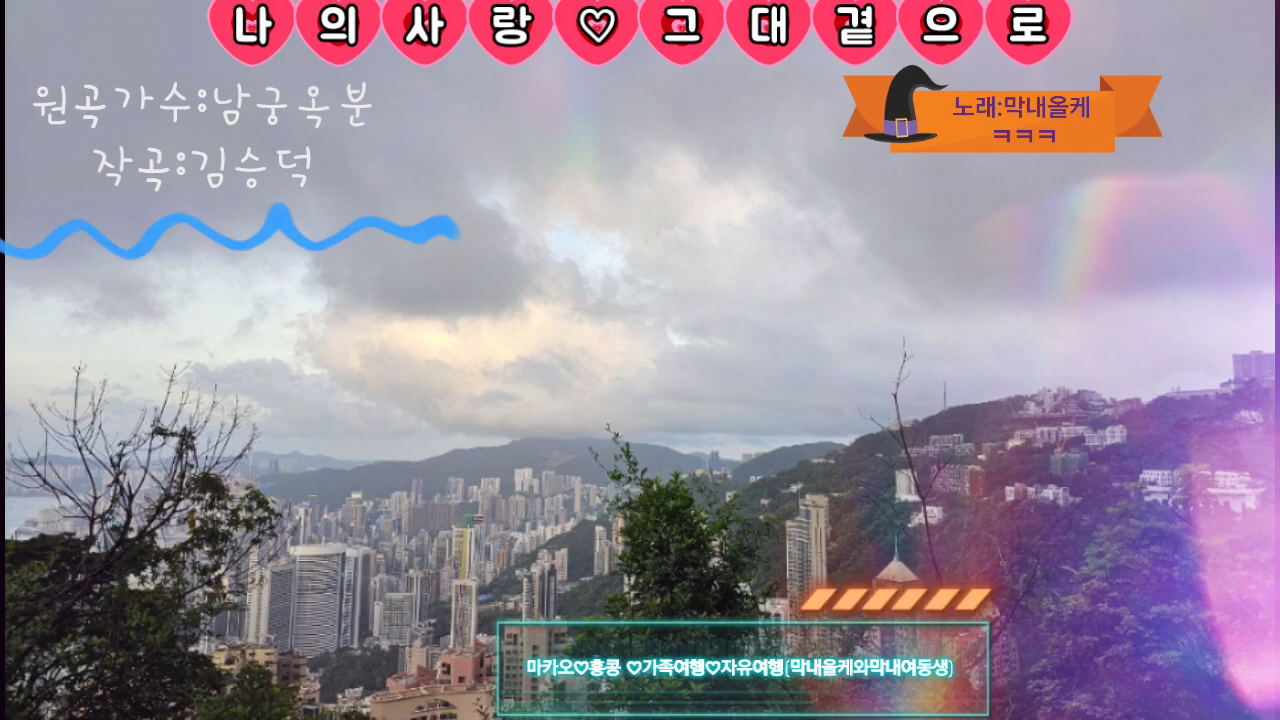 나의사랑♡그대곁으로
원곡가수:남궁옥분
작곡:김승덕
노래:막내올케
ㅋㅋㅋ
마카오♡홍콩 ♡가족여행♡자유여행(막내올케와막내여동생)